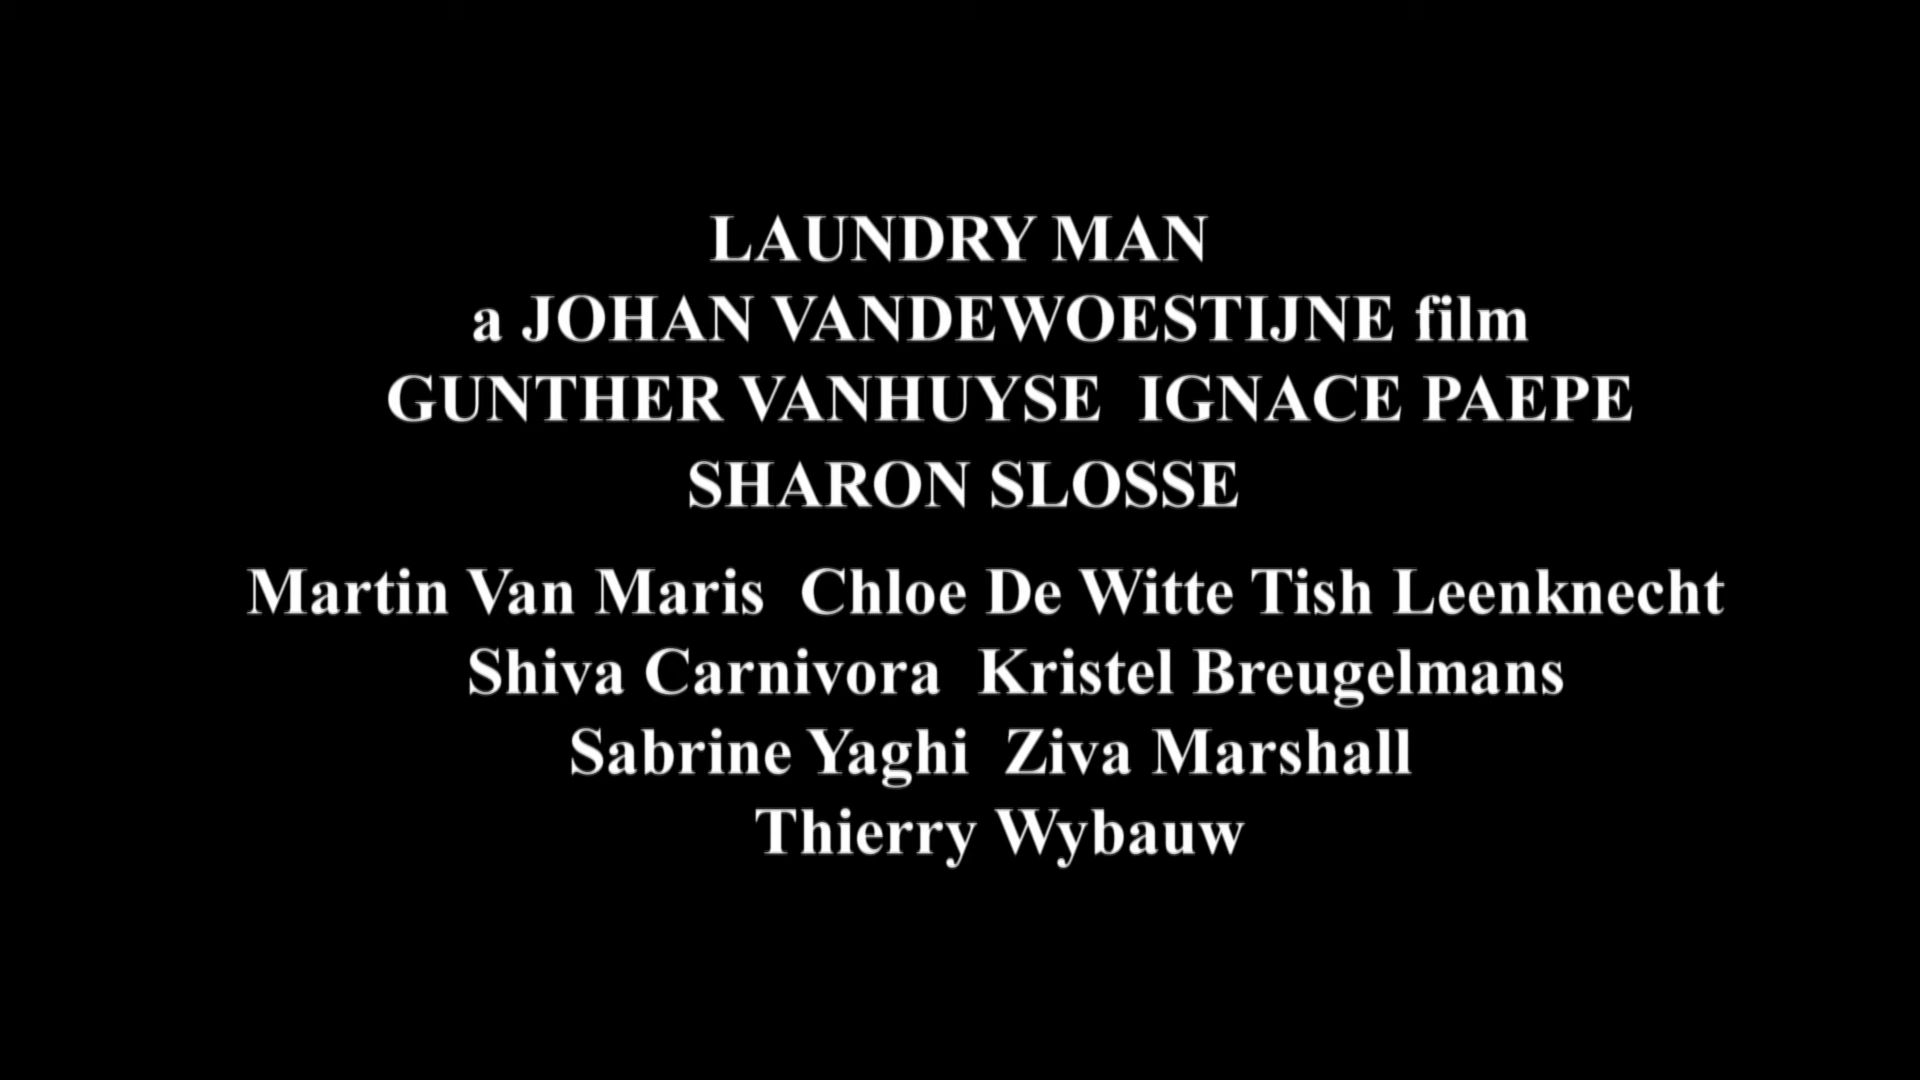 LAUNDRY MAN
a JOHAN VANDEWOESTIJNE film
GUNTHER VANHUYSE IGNACE PAEPE
SHARON SLOSSE
Martin Van Maris Chloe De Witte Tish Leenknecht
Shiva Carnivora Kristel Breugelmans
Sabrine Yaghi Ziva Marshall
Thierry Wybauw